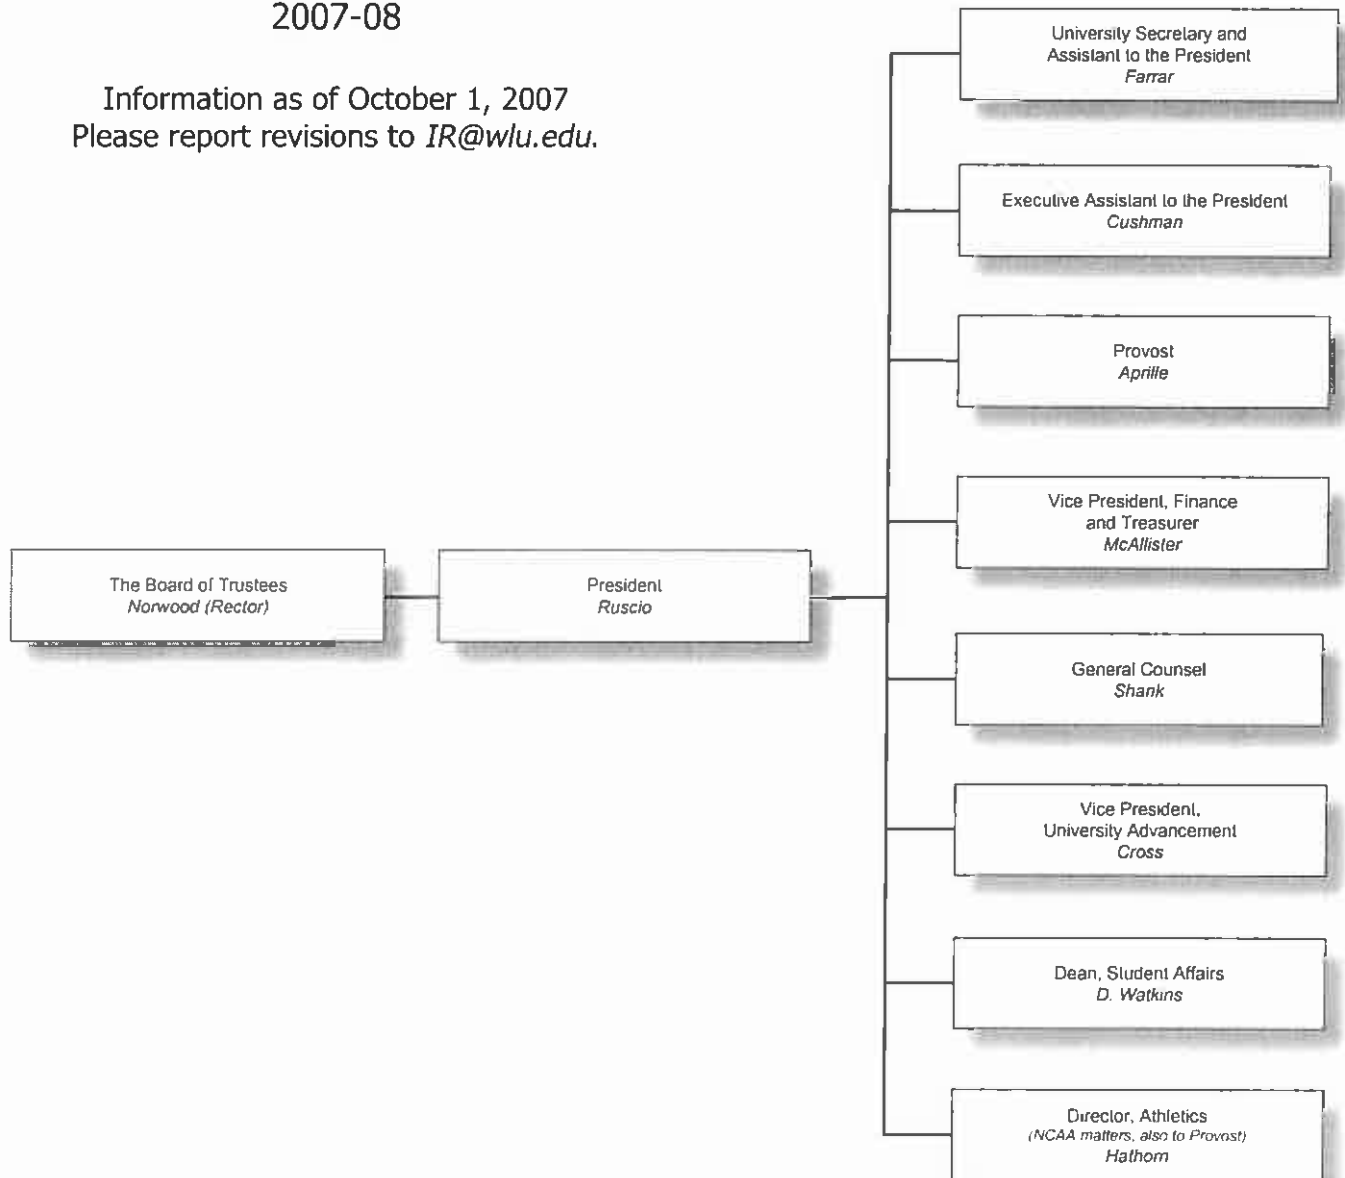 2007-08
Information as of October 1, 2007
Please report revisions to IR@wlu.edu.
University Secretary and
Assistant to the President
Farrar
Executive Assistant to the President
Cushman
Provost
Aprille
Vice President, Finance
and Treasurer
McAllister
The Board of Trustees
Norwood (Rector)
President
Ruscio
General Counsel
Shank
Vice President,
University Advancement
Cross
Dean, Student Affairs
D. Watkins
Director, Athletics
(NCAA matters, also to Provost)
Hathorn